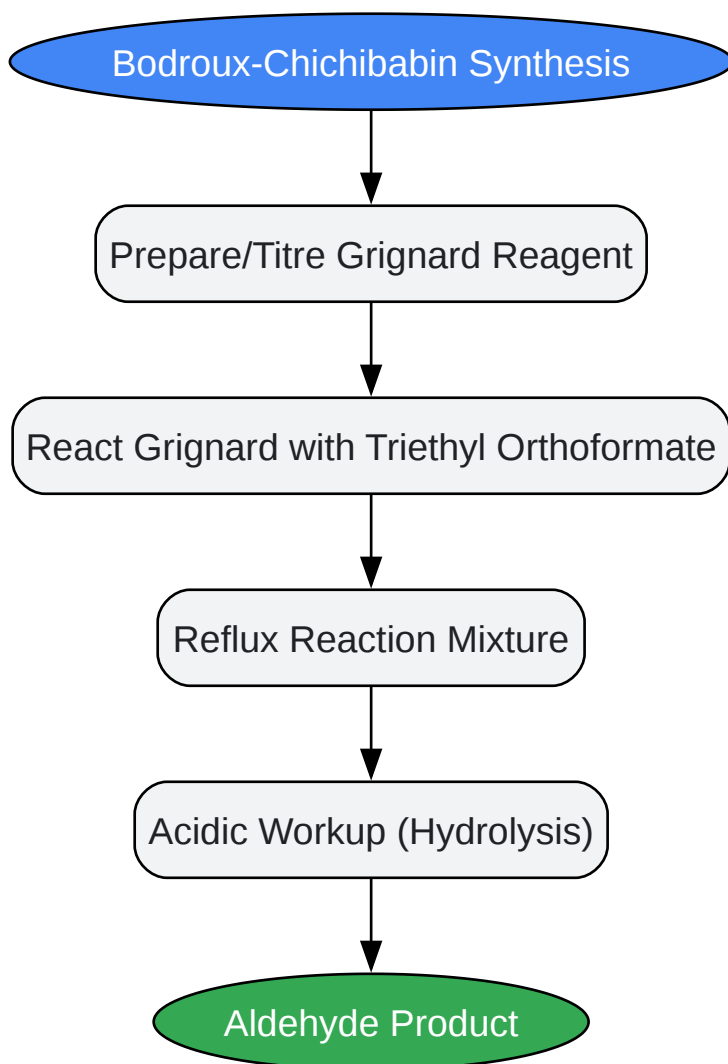 Bodroux-Chichibabin Synthesis
Prepare/Titre Grignard Reagent
React Grignard with Triethyl Orthoformate
Reflux Reaction Mixture
Acidic Workup (Hydrolysis)
Aldehyde Product